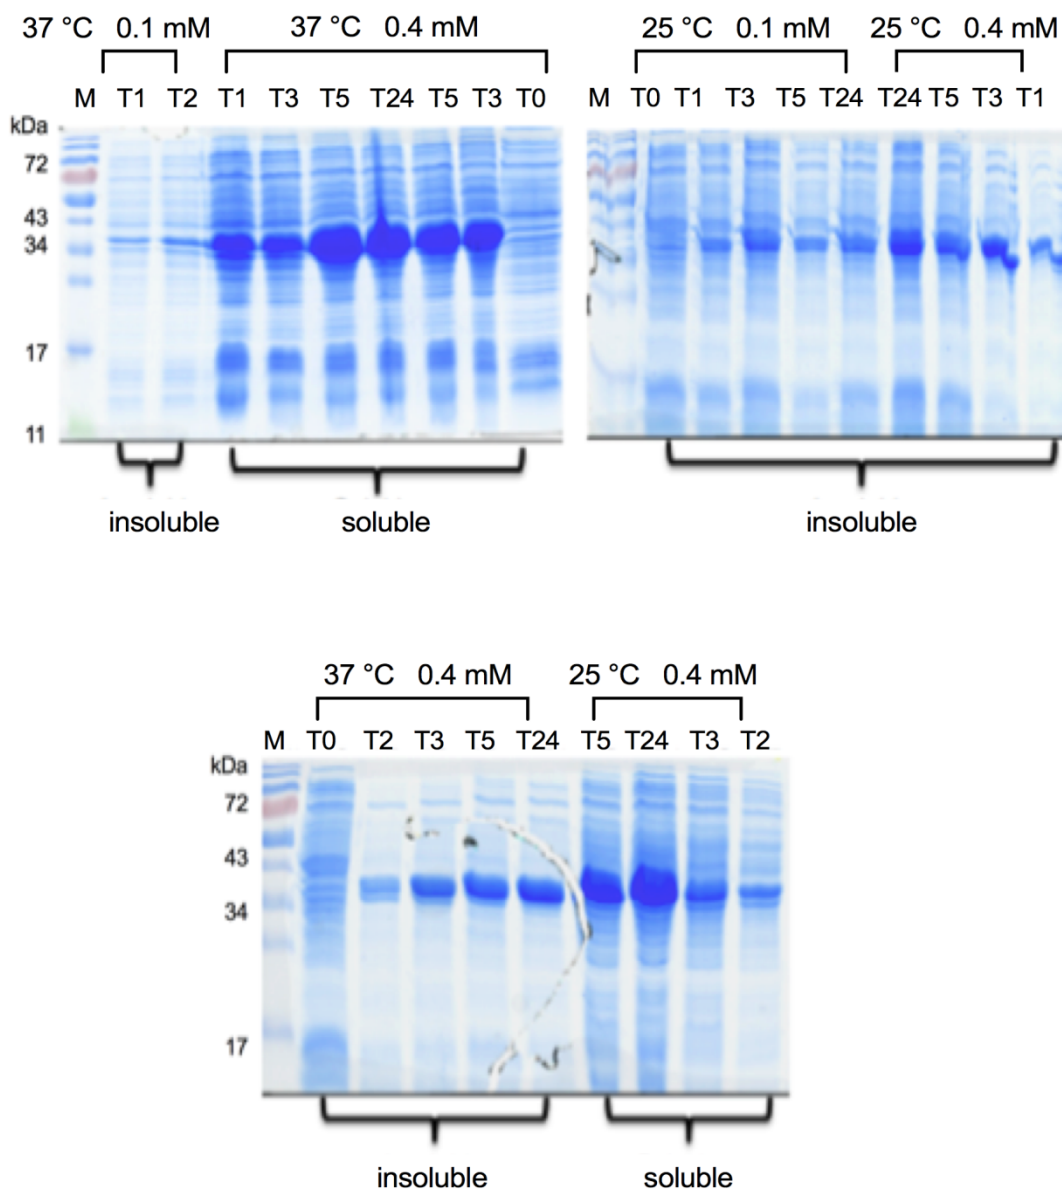 37 °C 0.1 mM 37 °C 0.4 mM
M T1 T2 T1 T3 T5 T24 T5 T3 T0
kDa
72
43
34
17
11
insoluble soluble
25 °C 0.1 mM 25 °C 0.4 mM
M T0 T1 T3 T5 T24 T24 T5 T3 T1
insoluble
37 °C 0.4 mM 25 °C 0.4 mM
M T0 T2 T3 T5 T24 T5 T24 T3 T2
kDa
72
43
34
17
insoluble soluble